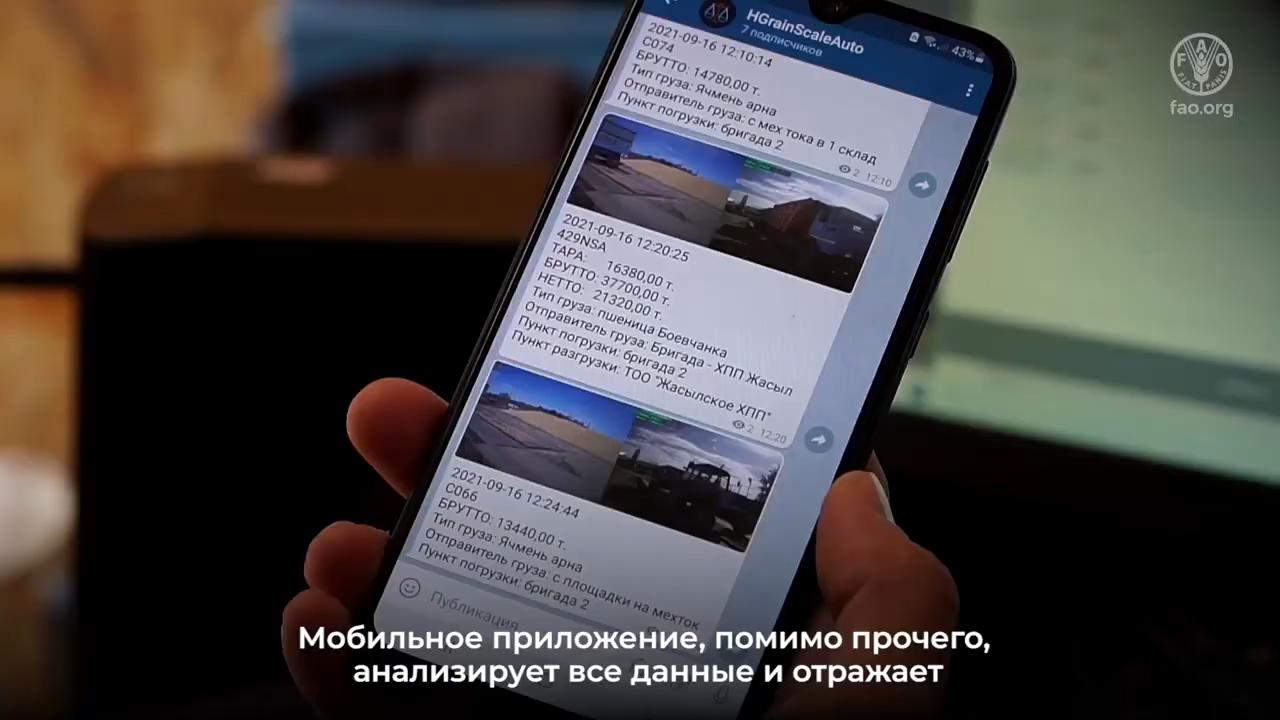 HGrainScaleAuto
7 подписчиков
43%
2021-09-16 12:10:14
C074
БРУТТО: 14780,00 т.
Тип груза: Ячмень арна
Отправитель груза: с мех тока в 1 склад
Пункт погрузки: бригада 2
2 12:10
2021-09-16 12:20:25
429NSA
ТАРА: 16380,00 т.
БРУТТО: 37700,00 т.
НЕТТО: 21320,00 т.
Тип груза: пшеница Боевчанка
Отправитель груза: Бригада - ХПП Жасыл
Пункт погрузки: бригада 2
Пункт разгрузки: ТОО "Жасылское ХПП"
2 12:20
2021-09-16 12:24:44
C066
БРУТТО: 13440,00 т.
Тип груза: Ячмень арна
Отправитель груза: с площадки на мехток
Пункт погрузки: бригада 2
Публикация
FAO
FIAT PANIS
fao.org
Мобильное приложение, помимо прочего,
анализирует все данные и отражает